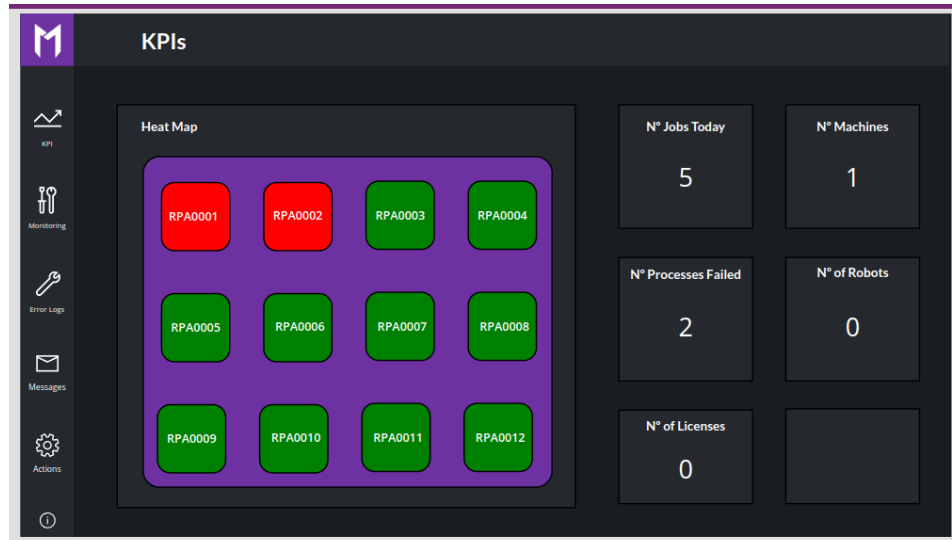 M
KPIs
KPI
Monitoring
Error Logs
Messages
Actions
Heat Map
RPA0001
RPA0002
RPA0003
RPA0004
RPA0005
RPA0006
RPA0007
RPA0008
RPA0009
RPA0010
RPA0011
RPA0012
Nº Jobs Today
5
Nº Machines
1
Nº Processes Failed
2
Nº of Robots
0
Nº of Licenses
0